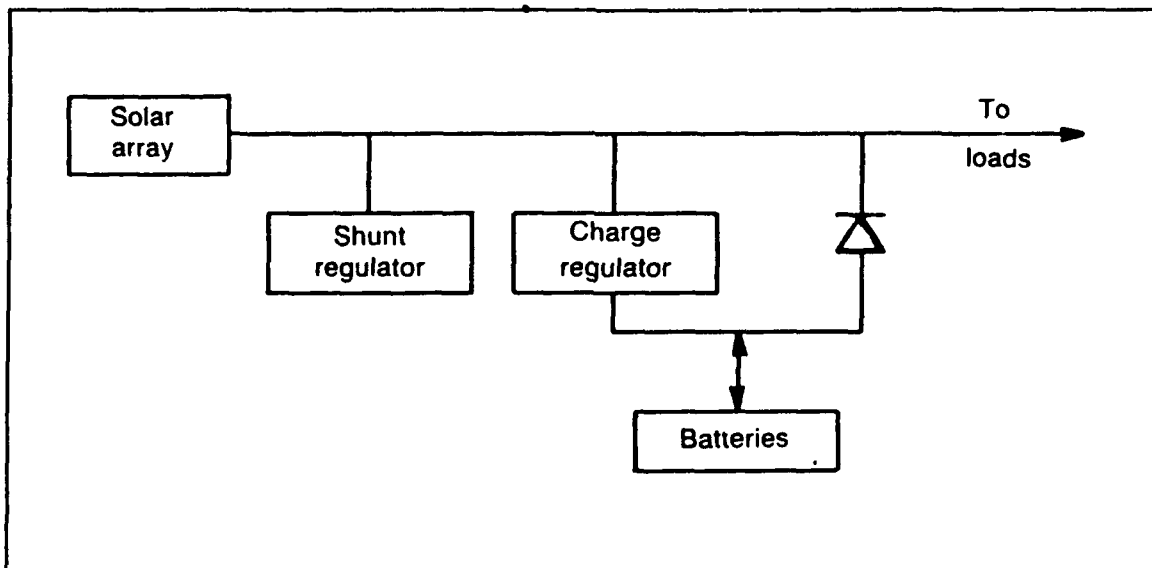 Solar
array
To
loads
Shunt
regulator
Charge
regulator
Batteries